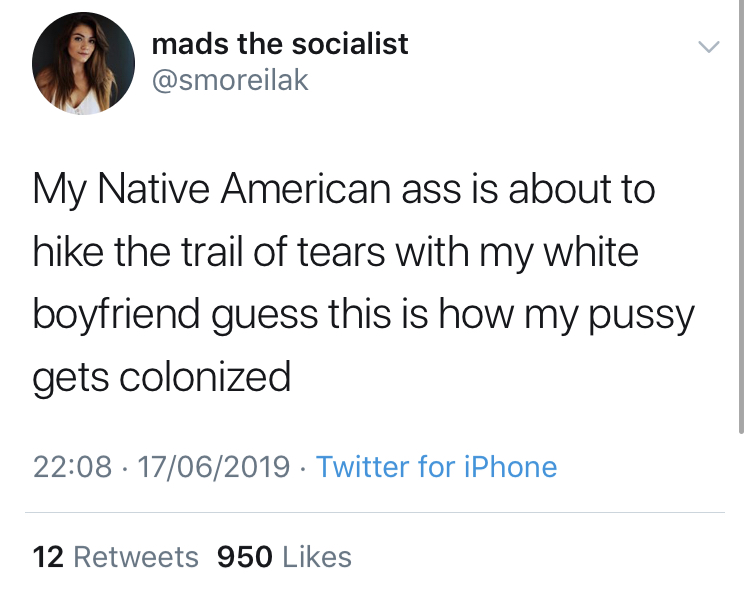 mads the socialist
@smoreilak
My Native American ass is about to
hike the trail of tears with my white
boyfriend guess this is how my pussy
gets colonized
22:08 · 17/06/2019 · Twitter for iPhone
12 Retweets 950 Likes